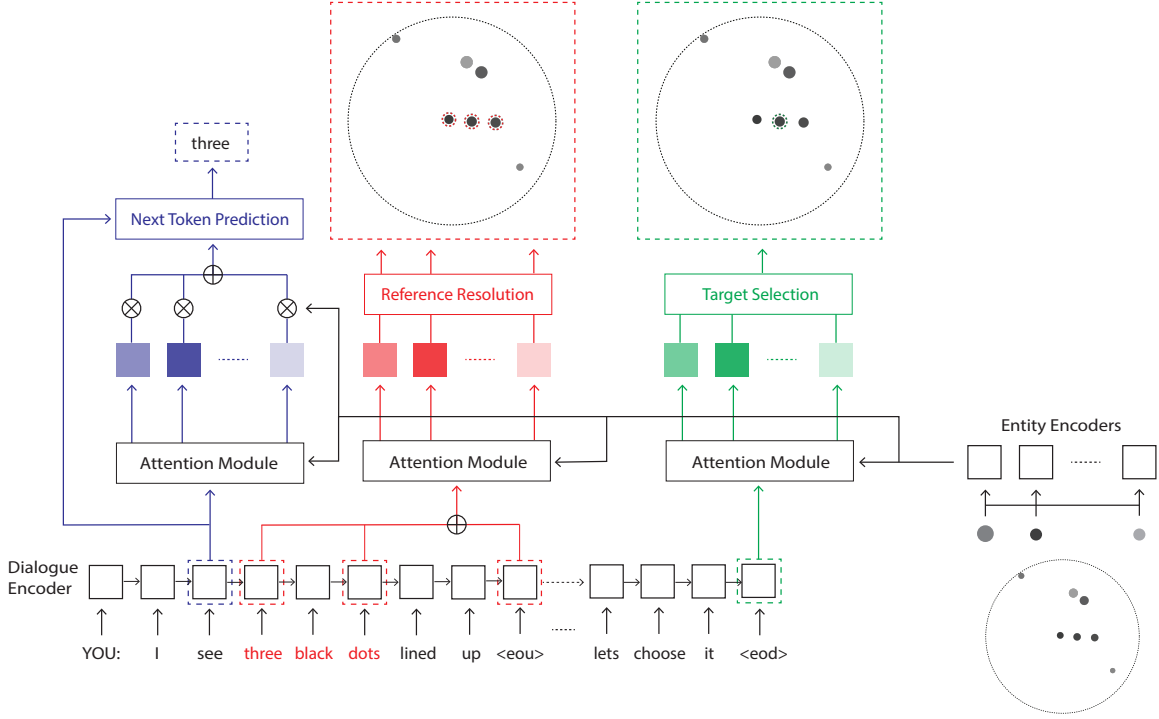 three
Next Token Prediction
Reference Resolution
Target Selection
Attention Module
Attention Module
Attention Module
Entity Encoders
Dialogue
Encoder
YOU: I see three black dots lined up <eou> lets choose it <eod>